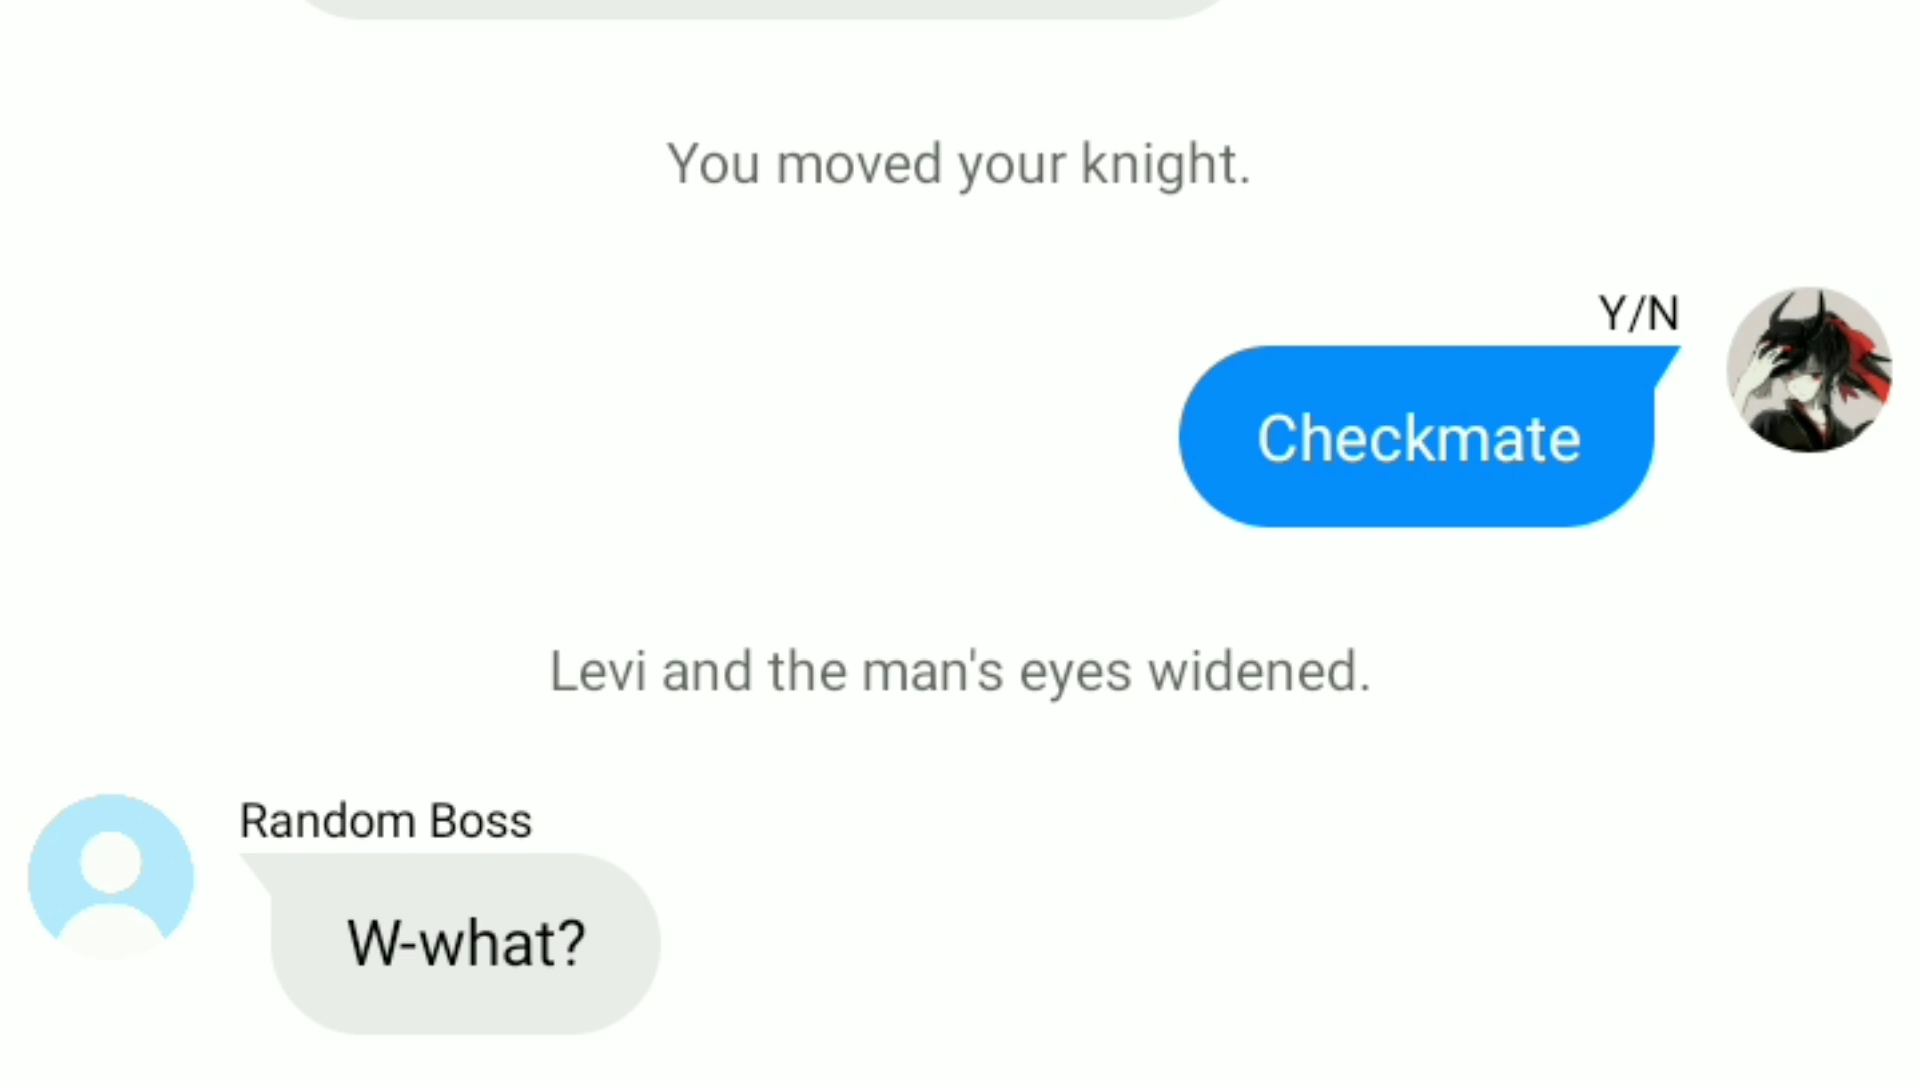 You moved your knight.
Y/N
Checkmate
Levi and the man's eyes widened.
Random Boss
W-what?